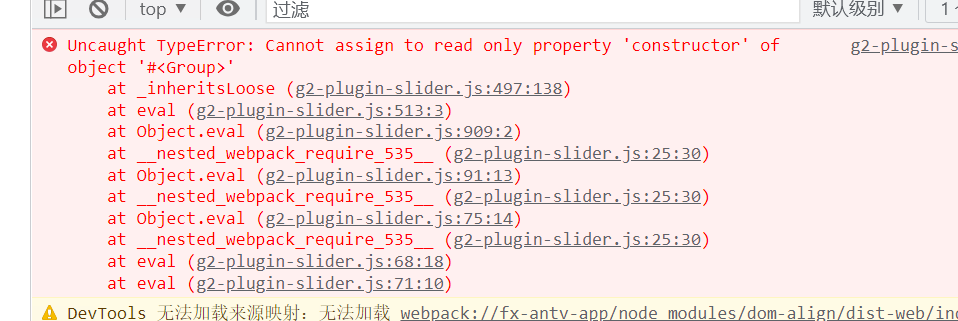 top ▼ 过滤 默认级别 ▼ 1
Uncaught TypeError: Cannot assign to read only property 'constructor' of g2-plugin-s
object '#<Group>'
at _inheritsLoose (g2-plugin-slider.js:497:138)
at eval (g2-plugin-slider.js:513:3)
at Object.eval (g2-plugin-slider.js:909:2)
at __nested_webpack_require_535__ (g2-plugin-slider.js:25:30)
at Object.eval (g2-plugin-slider.js:91:13)
at __nested_webpack_require_535__ (g2-plugin-slider.js:25:30)
at Object.eval (g2-plugin-slider.js:75:14)
at __nested_webpack_require_535__ (g2-plugin-slider.js:25:30)
at eval (g2-plugin-slider.js:68:18)
at eval (g2-plugin-slider.js:71:10)
DevTools 无法加载来源映射：无法加载 webpack://fx-antv-app/node_modules/dom-align/dist-web/ind